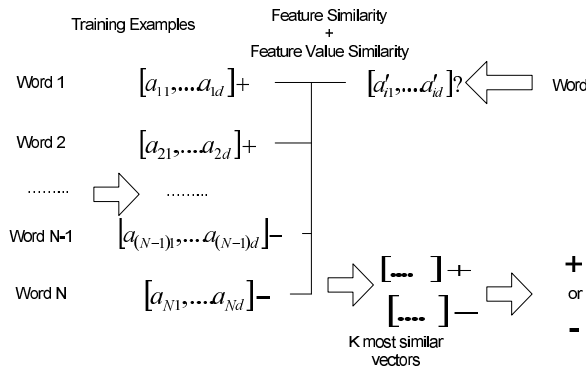 Feature Similarity
+
Feature Value Similarity
Training Examples
Word 1 [a₁₁,....a₁d]+ [a′ᵢ₁,....a′ᵢd]? Word
Word 2 [a₂₁,....a₂d]+
......... .........
Word N-1 [a₍N₋₁₎₁,....a₍N₋₁₎d]−
Word N [aN₁,....aNd]−
[.... ]+
[.... ]−
K most similar
vectors
+
or
-